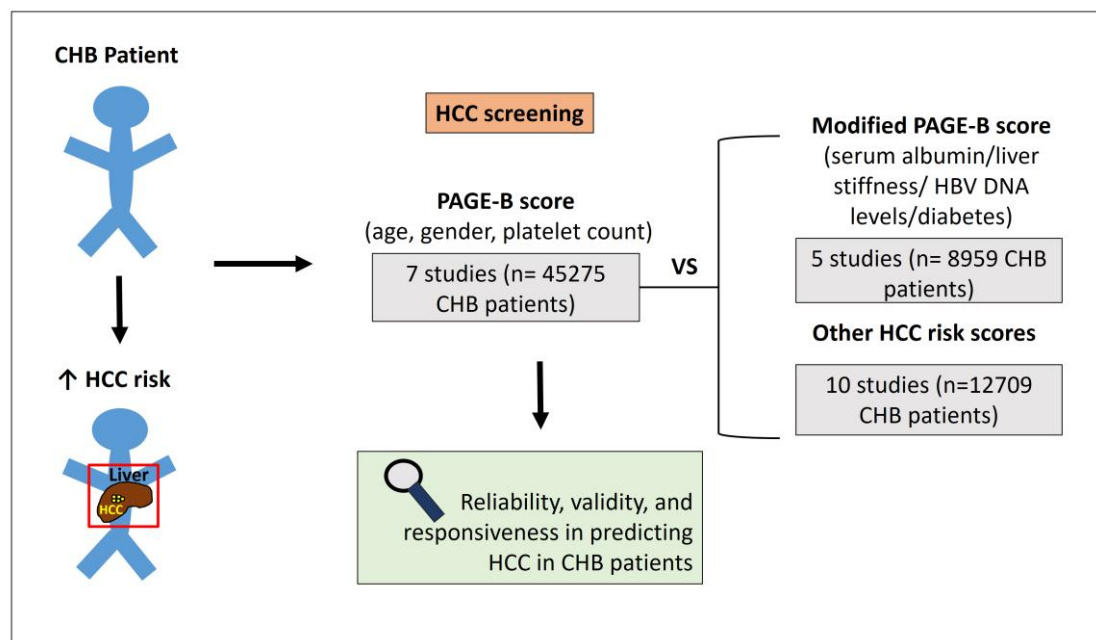 CHB Patient
↑ HCC risk
Liver
HCC
HCC screening
PAGE-B score
(age, gender, platelet count)
7 studies (n= 45275
CHB patients)
VS
Modified PAGE-B score
(serum albumin/liver
stiffness/ HBV DNA
levels/diabetes)
5 studies (n= 8959 CHB
patients)
Other HCC risk scores
10 studies (n=12709
CHB patients)
Reliability, validity, and
responsiveness in predicting
HCC in CHB patients